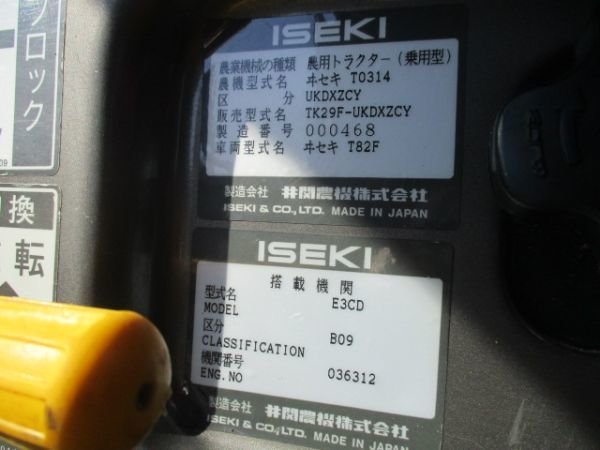 ブロック
換
転
ISEKI
農業機械の種類 農用トラクター(乗用型)
農機型式名 ヰセキ T0314
区分 UKDXZCY
販売型式名 TK29F-UKDXZCY
製造番号 000468
車両型式名 ヰセキ T82F
製造会社 井関農機株式会社
ISEKI & CO.,LTD. MADE IN JAPAN
ISEKI
搭載機関
型式名
MODEL E3CD
区分
CLASSIFICATION B09
機関番号
ENG.NO 036312
製造会社 井関農機株式会社
ISEKI & CO.,LTD. MADE IN JAPAN